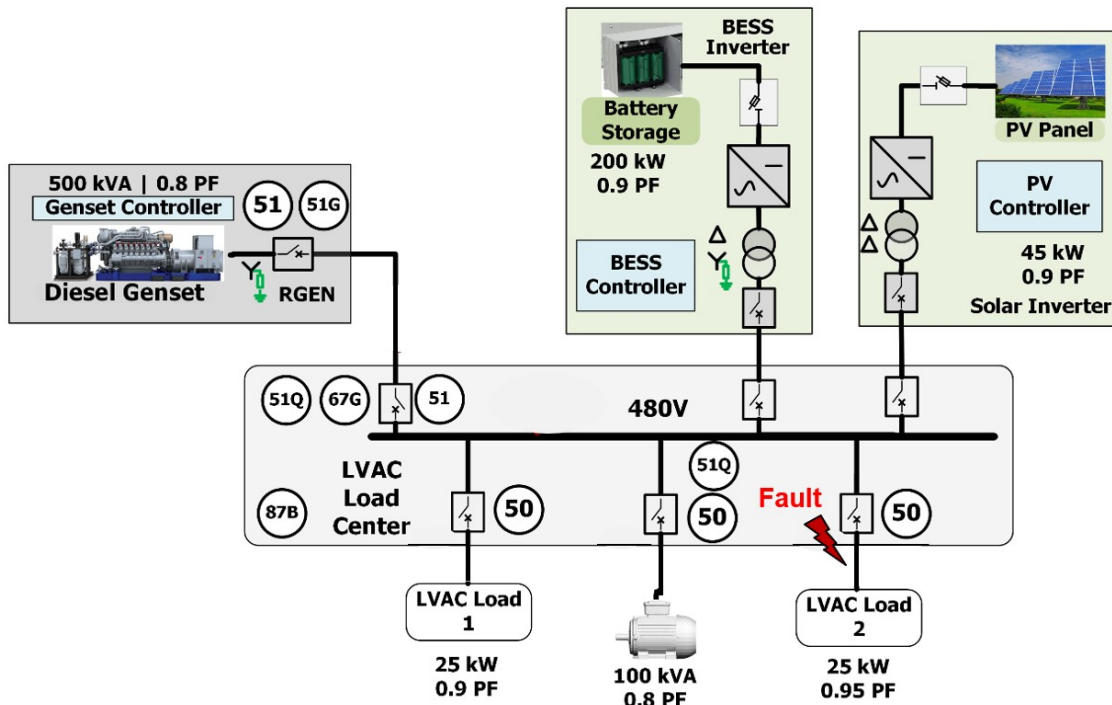 500 kVA | 0.8 PF
Genset Controller
51
51G
Diesel Genset
RGEN
BESS
Inverter
Battery
Storage
200 kW
0.9 PF
BESS
Controller
Δ
Y
PV Panel
PV
Controller
Δ
Δ
45 kW
0.9 PF
Solar Inverter
51Q
67G
51
480V
LVAC
Load
Center
87B
50
51Q
50
Fault
50
LVAC Load
1
25 kW
0.9 PF
100 kVA
0.8 PF
LVAC Load
2
25 kW
0.95 PF